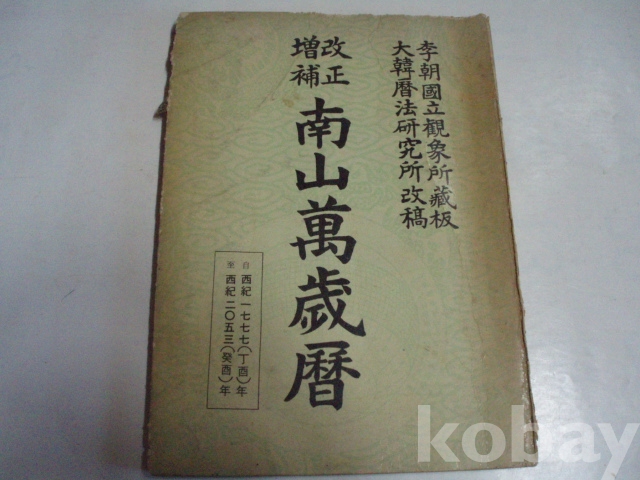 李朝國立觀象所藏板
大韓曆法硏究所改稿
改正
增補
南山萬歲曆
自 西紀一七七七(丁酉)年
至 西紀二〇五三(癸酉)年
kobay